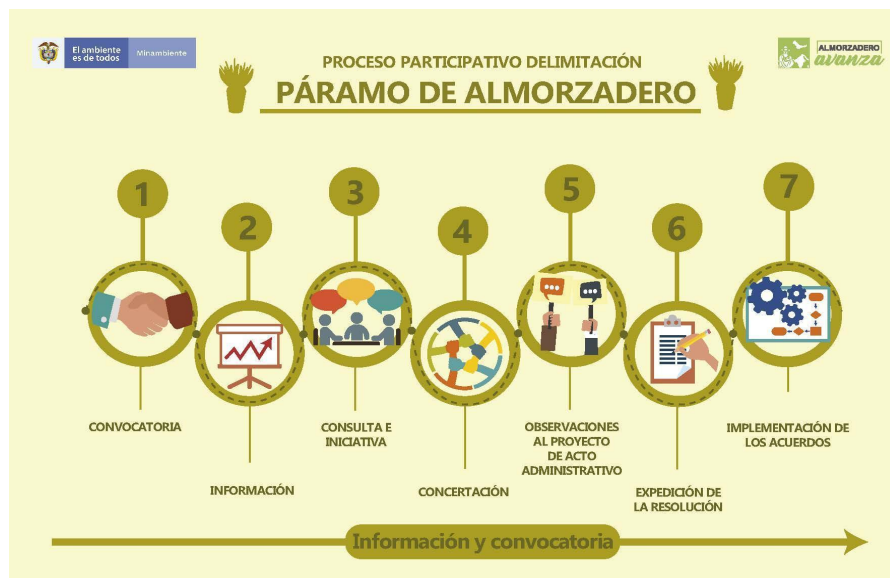 El ambiente
es de todos
Minambiente
PROCESO PARTICIPATIVO DELIMITACIÓN
PÁRAMO DE ALMORZADERO
ALMORZADERO
avanza
1
2
3
4
5
6
7
CONVOCATORIA
INFORMACIÓN
CONSULTA E
INICIATIVA
CONCERTACIÓN
OBSERVACIONES
AL PROYECTO
DE ACTO
ADMINISTRATIVO
EXPEDICIÓN DE
LA RESOLUCIÓN
IMPLEMENTACIÓN DE
LOS ACUERDOS
Información y convocatoria